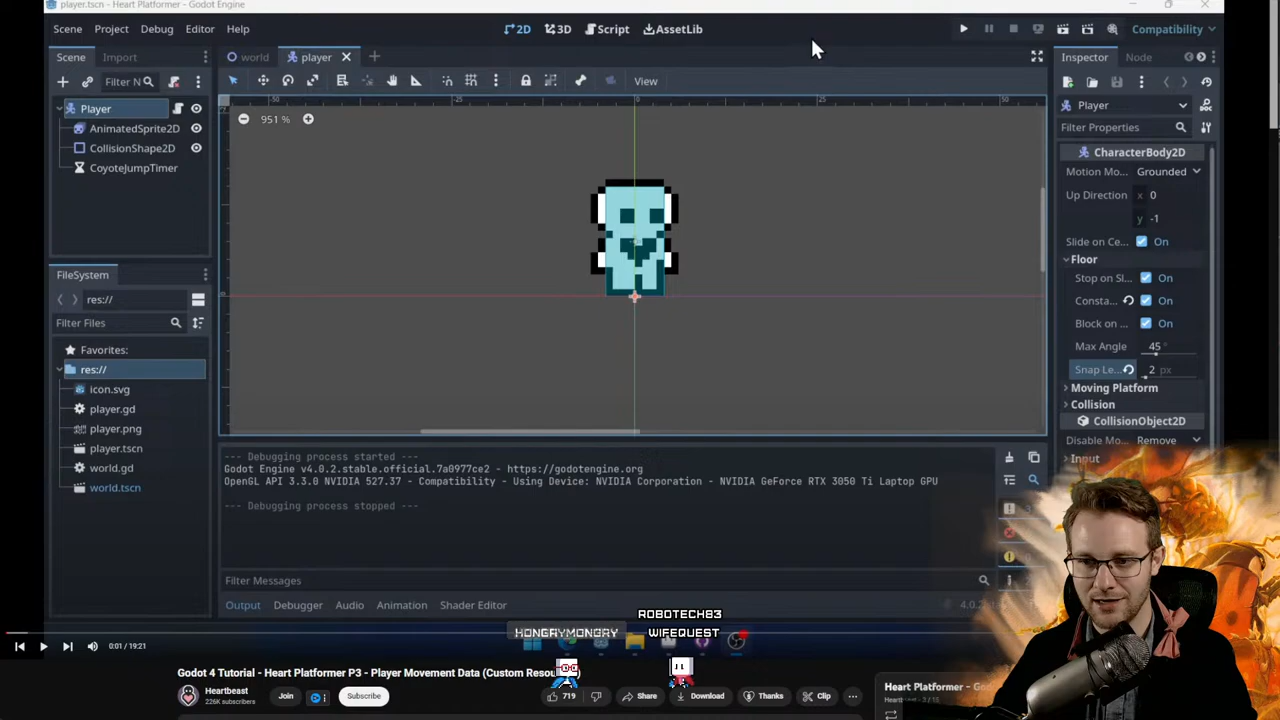 player.tscn - Heart Platformer - Godot Engine
Scene Project Debug Editor Help
2D 3D Script AssetLib
Compatibility
Scene Import
world player
Inspector Node
Filter N
View
Player
AnimatedSprite2D
CollisionShape2D
CoyoteJumpTimer
-50 -25 0 25 50
951 %
Player
Filter Properties
CharacterBody2D
Motion Mo... Grounded
Up Direction x 0
y -1
Slide on Ce... On
Floor
Stop on Sl... On
Consta... On
Block on ... On
Max Angle 45 °
Snap Le... 2 px
Moving Platform
Collision
CollisionObject2D
Disable Mo... Remove
Input
FileSystem
res://
Filter Files
Favorites:
res://
icon.svg
player.gd
player.png
player.tscn
world.gd
world.tscn
--- Debugging process started ---
Godot Engine v4.0.2.stable.official.7a0977ce2 - https://godotengine.org
OpenGL API 3.3.0 NVIDIA 527.37 - Compatibility - Using Device: NVIDIA Corporation - NVIDIA GeForce RTX 3050 Ti Laptop GPU
--- Debugging process stopped ---
Filter Messages
Output Debugger Audio Animation Shader Editor
ROBOTECH83
HONGRYMONGRY WIFEQUEST
0:01 / 19:21
Godot 4 Tutorial - Heart Platformer P3 - Player Movement Data (Custom Resou
Heartbeast
226K subscribers
Join
Subscribe
719
Share
Download
Thanks
Clip
Heart Platformer - Godot